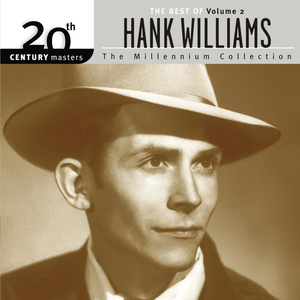 THE BEST OF Volume 2
20th
CENTURY masters
HANK WILLIAMS
The Millennium Collection